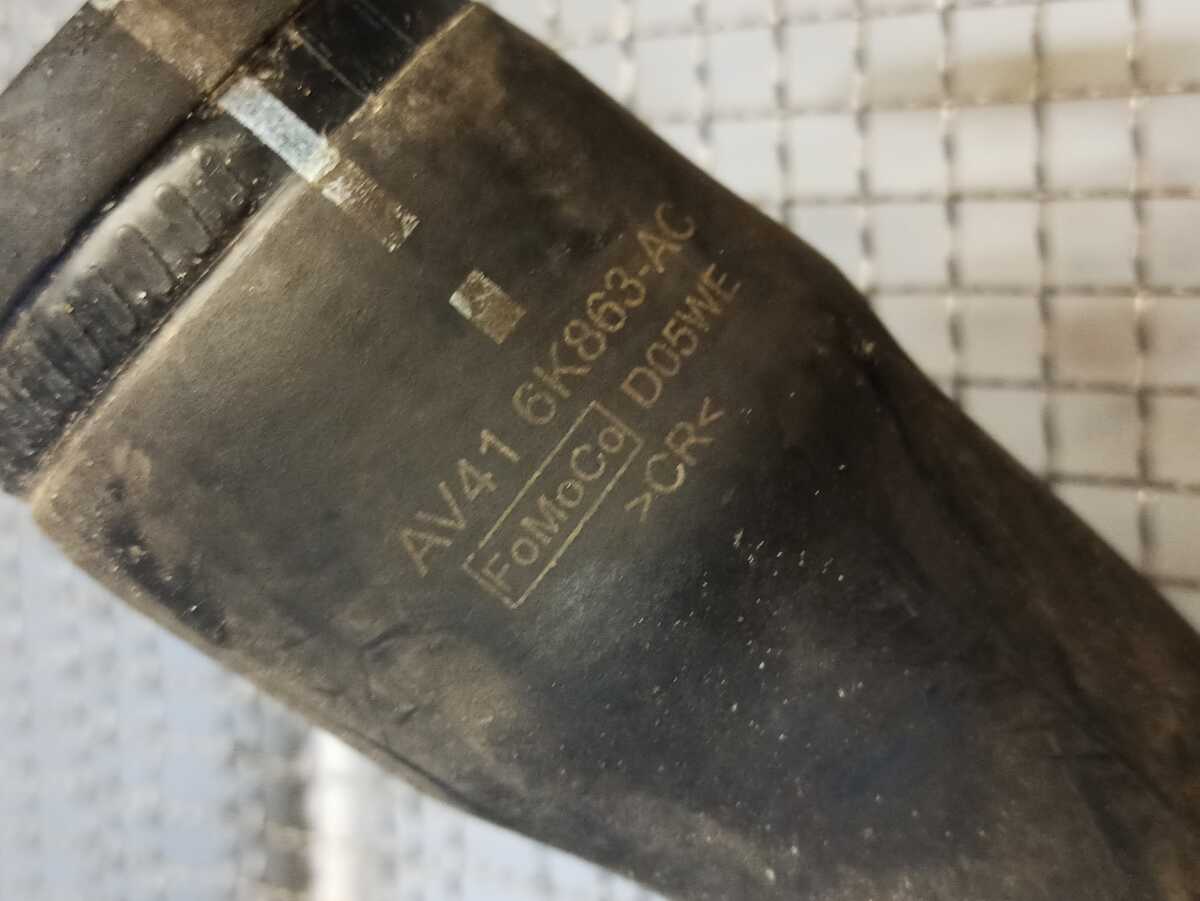 AV41 6K863-AC
FoMoCo D05WE
>CR<